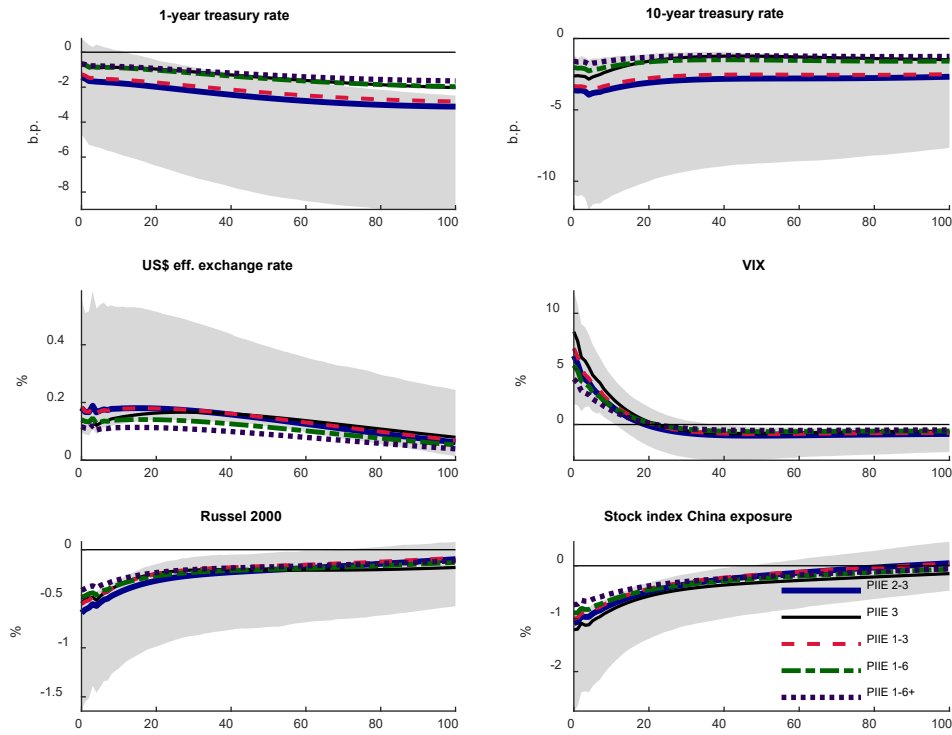 1-year treasury rate
0
-2
-4
-6
-8
b.p.
0 20 40 60 80 100
10-year treasury rate
0
-5
-10
b.p.
0 20 40 60 80 100
US$ eff. exchange rate
0.4
0.2
0
%
0 20 40 60 80 100
VIX
10
5
0
%
0 20 40 60 80 100
Russel 2000
0
-0.5
-1
-1.5
%
0 20 40 60 80 100
Stock index China exposure
0
-1
-2
%
0 20 40 60 80 100
PIIE 2-3
PIIE 3
PIIE 1-3
PIIE 1-6
PIIE 1-6+